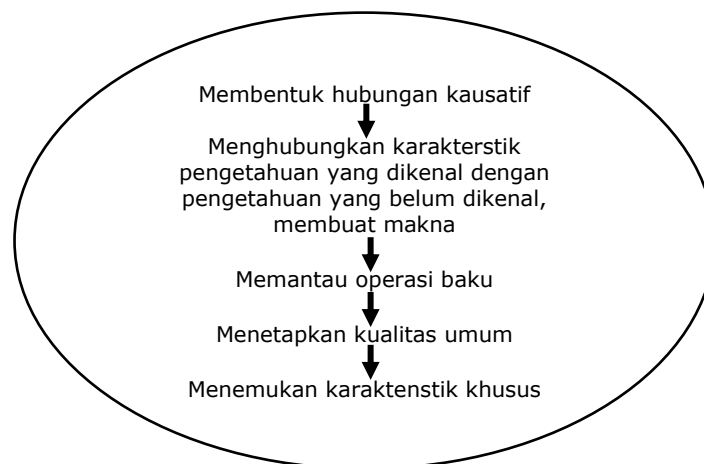 Membentuk hubungan kausatif
Menghubungkan karakterstik
pengetahuan yang dikenal dengan
pengetahuan yang belum dikenal,
membuat makna
Memantau operasi baku
Menetapkan kualitas umum
Menemukan karaktenstik khusus